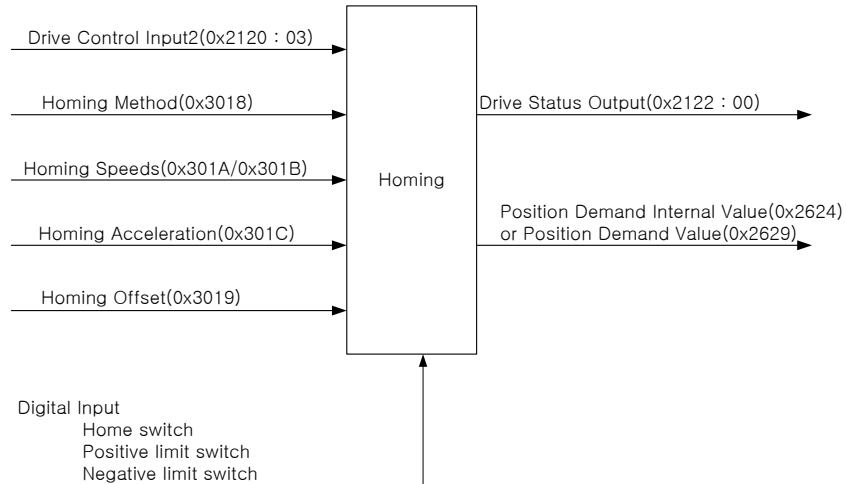 Drive Control Input2(0x2120 : 03)
Homing Method(0x3018)
Homing Speeds(0x301A/0x301B)
Homing Acceleration(0x301C)
Homing Offset(0x3019)
Homing
Drive Status Output(0x2122 : 00)
Position Demand Internal Value(0x2624)
or Position Demand Value(0x2629)
Digital Input
Home switch
Positive limit switch
Negative limit switch